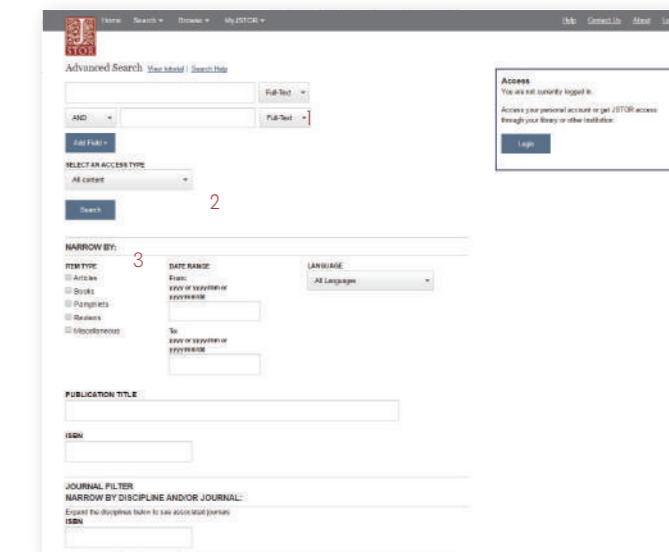 Home Search Browse MyJSTOR Help Contact Us About
JSTOR
Advanced Search View tutorial | Search Help
Full-Text
AND Full-Text
Add Field
SELECT AN ACCESS TYPE
All content
Search
2
Access
You are not currently logged in.
Access your personal account or get JSTOR access
through your library or other institution:
Login
NARROW BY:
3
ITEM TYPE
Articles
Books
Pamphlets
Reviews
Miscellaneous
DATE RANGE
From:
yyyy or yyyy/mm or
yyyy/mm/dd
To:
yyyy or yyyy/mm or
yyyy/mm/dd
LANGUAGE
All Languages
PUBLICATION TITLE
ISBN
JOURNAL FILTER
NARROW BY DISCIPLINE AND/OR JOURNAL:
Expand the disciplines below to see associated journals
ISBN